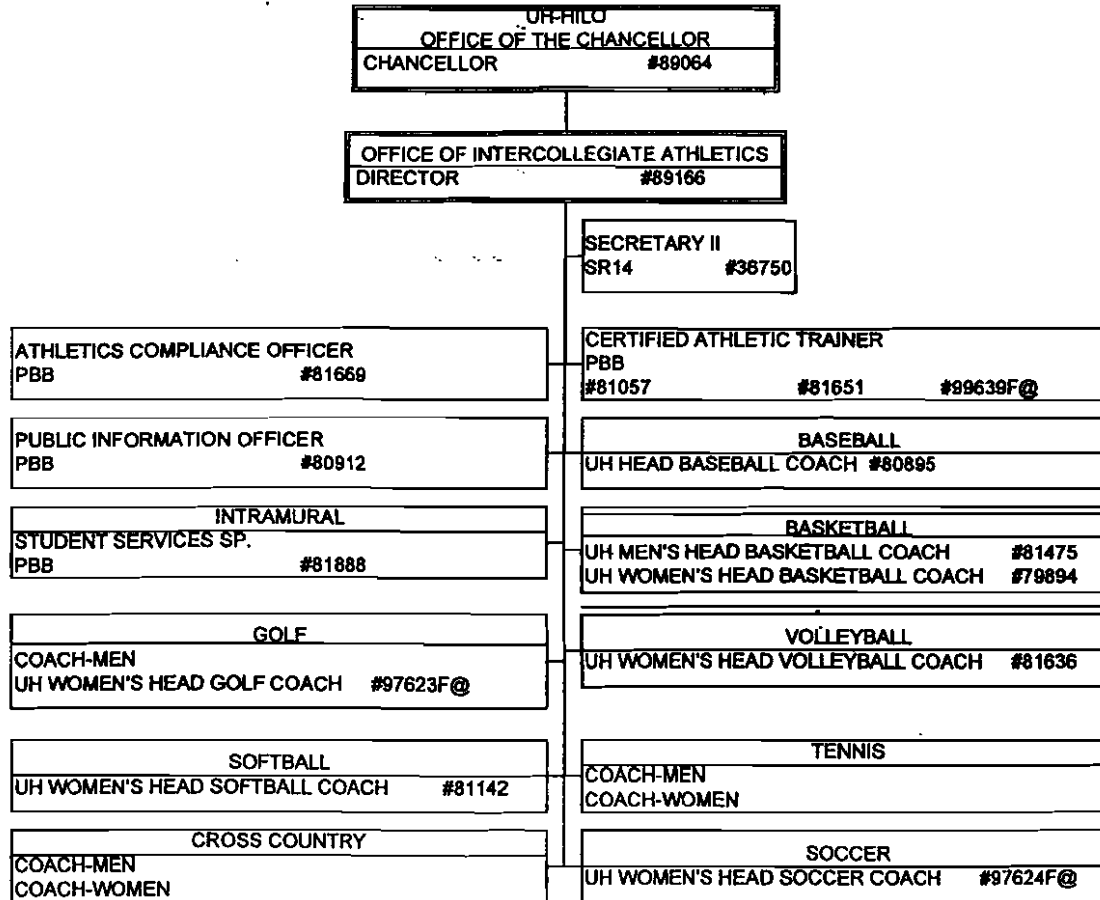 UH-HILO
OFFICE OF THE CHANCELLOR
CHANCELLOR #89064
OFFICE OF INTERCOLLEGIATE ATHLETICS
DIRECTOR #89166
SECRETARY II
SR14 #36750
ATHLETICS COMPLIANCE OFFICER
PBB #81669
CERTIFIED ATHLETIC TRAINER
PBB
#81057 #81651 #99639F@
PUBLIC INFORMATION OFFICER
PBB #80912
BASEBALL
UH HEAD BASEBALL COACH #80895
INTRAMURAL
STUDENT SERVICES SP.
PBB #81888
BASKETBALL
UH MEN'S HEAD BASKETBALL COACH #81475
UH WOMEN'S HEAD BASKETBALL COACH #79894
GOLF
COACH-MEN
UH WOMEN'S HEAD GOLF COACH #97623F@
VOLLEYBALL
UH WOMEN'S HEAD VOLLEYBALL COACH #81636
SOFTBALL
UH WOMEN'S HEAD SOFTBALL COACH #81142
TENNIS
COACH-MEN
COACH-WOMEN
CROSS COUNTRY
COACH-MEN
COACH-WOMEN
SOCCER
UH WOMEN'S HEAD SOCCER COACH #97624F@